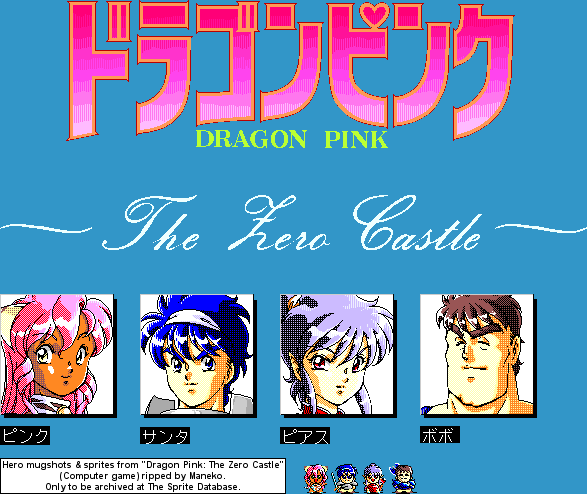 ドラゴンピンク
DRAGON PINK
～The Zero Castle～
ピンク
サンタ
ピアス
ボボ
Hero mugshots & sprites from "Dragon Pink: The Zero Castle"
(Computer game) ripped by Maneko.
Only to be archived at The Sprite Database.